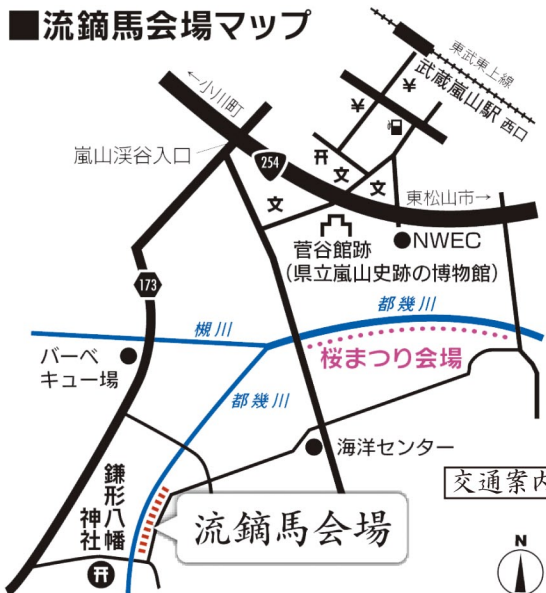 ■流鏑馬会場マップ
東武東上線
武蔵嵐山駅 西口
←小川町
嵐山渓谷入口
254
文
文
文
東松山市→
菅谷館跡
(県立嵐山史跡の博物館)
NWEC
173
槻川
都幾川
桜まつり会場
バーベ
キュー場
都幾川
海洋センター
交通案内
鎌形八幡
神社
流鏑馬会場
N